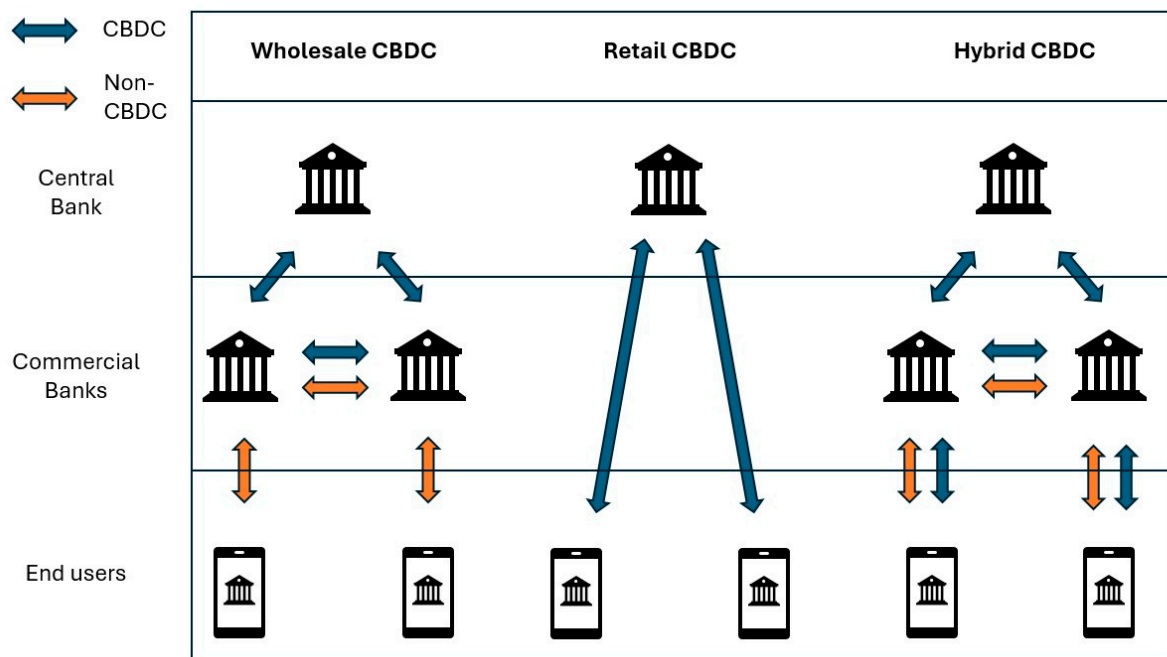 CBDC
Non-
CBDC
Wholesale CBDC
Retail CBDC
Hybrid CBDC
Central
Bank
Commercial
Banks
End users